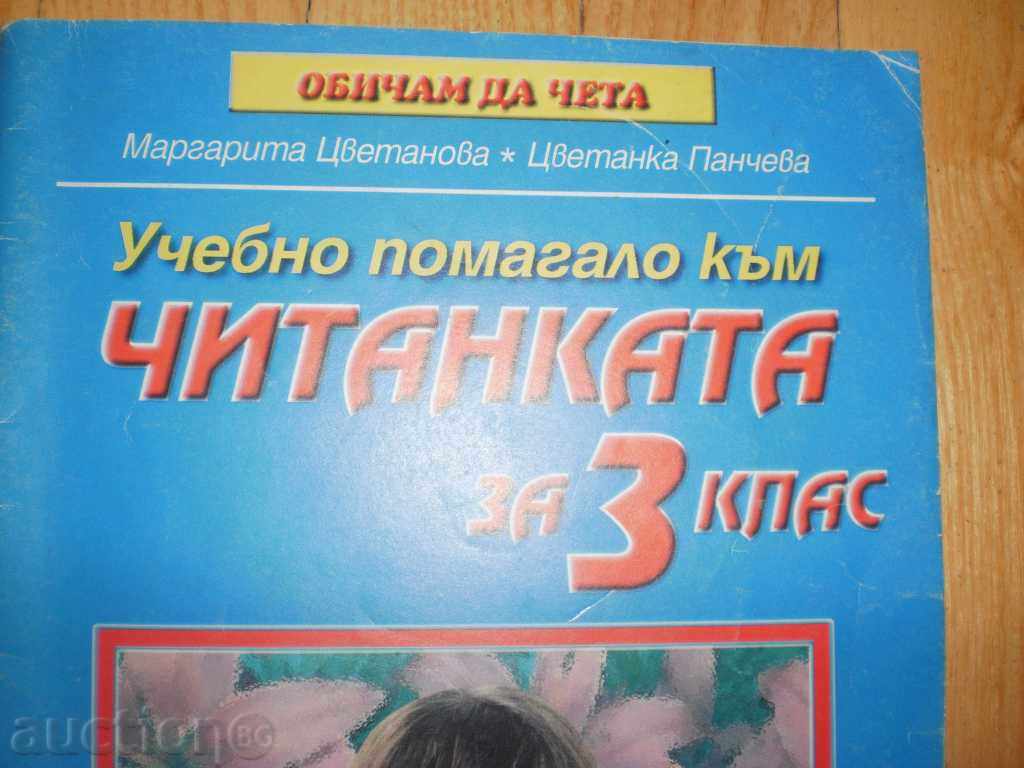 ОБИЧАМ ДА ЧЕТА
Маргарита Цветанова * Цветанка Панчева
Учебно помагало към
ЧИТАНКАТА
ЗА 3 КЛАС
auction BG